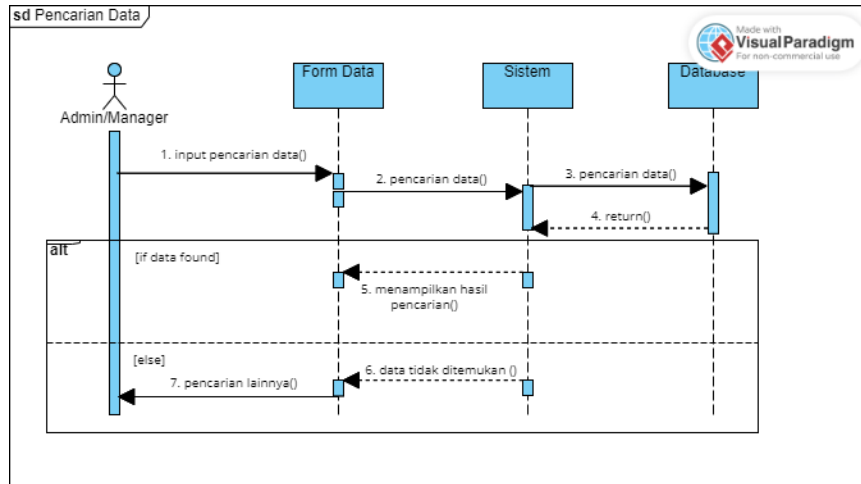 sd Pencarian Data
Made with
VisualParadigm
For non-commercial use
Form Data
Sistem
Database
Admin/Manager
1. input pencarian data()
2. pencarian data()
3. pencarian data()
4. return()
alt
[if data found]
5. menampilkan hasil
pencarian()
[else]
6. data tidak ditemukan ()
7. pencarian lainnya()